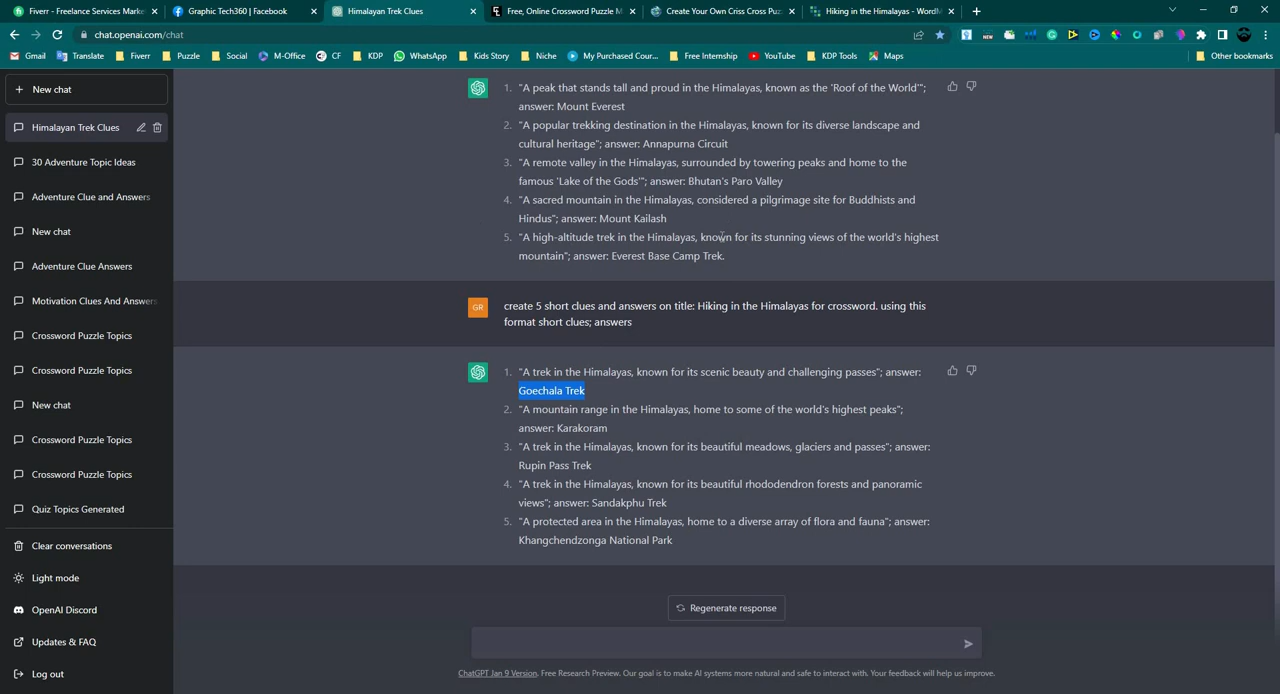 Fiverr - Freelance Services Market
Graphic Tech360 | Facebook
Himalayan Trek Clues
Free, Online Crossword Puzzle M
Create Your Own Criss Cross Puz
Hiking in the Himalayas - WordM
chat.openai.com/chat
Gmail
Translate
Fiverr
Puzzle
Social
M-Office
CF
KDP
WhatsApp
Kids Story
Niche
My Purchased Cour...
Free Internship
YouTube
KDP Tools
Maps
Other bookmarks
New chat
Himalayan Trek Clues
30 Adventure Topic Ideas
Adventure Clue and Answers
New chat
Adventure Clue Answers
Motivation Clues And Answers
Crossword Puzzle Topics
Crossword Puzzle Topics
New chat
Crossword Puzzle Topics
Crossword Puzzle Topics
Quiz Topics Generated
Clear conversations
Light mode
OpenAI Discord
Updates & FAQ
Log out
1. "A peak that stands tall and proud in the Himalayas, known as the 'Roof of the World'";
answer: Mount Everest
2. "A popular trekking destination in the Himalayas, known for its diverse landscape and
cultural heritage"; answer: Annapurna Circuit
3. "A remote valley in the Himalayas, surrounded by towering peaks and home to the
famous 'Lake of the Gods'"; answer: Bhutan's Paro Valley
4. "A sacred mountain in the Himalayas, considered a pilgrimage site for Buddhists and
Hindus"; answer: Mount Kailash
5. "A high-altitude trek in the Himalayas, known for its stunning views of the world's highest
mountain"; answer: Everest Base Camp Trek.
GR
create 5 short clues and answers on title: Hiking in the Himalayas for crossword. using this
format short clues; answers
1. "A trek in the Himalayas, known for its scenic beauty and challenging passes"; answer:
Goechala Trek
2. "A mountain range in the Himalayas, home to some of the world's highest peaks";
answer: Karakoram
3. "A trek in the Himalayas, known for its beautiful meadows, glaciers and passes"; answer:
Rupin Pass Trek
4. "A trek in the Himalayas, known for its beautiful rhododendron forests and panoramic
views"; answer: Sandakphu Trek
5. "A protected area in the Himalayas, home to a diverse array of flora and fauna"; answer:
Khangchendzonga National Park
Regenerate response
ChatGPT Jan 9 Version. Free Research Preview. Our goal is to make AI systems more natural and safe to interact with. Your feedback will help us improve.